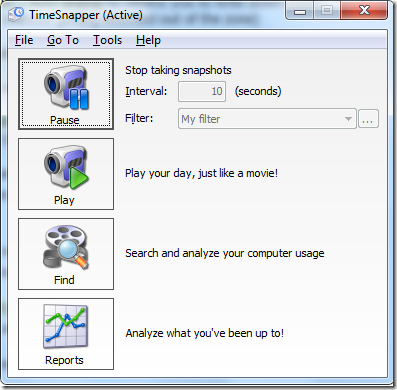 TimeSnapper (Active)
File Go To Tools Help
Stop taking snapshots
Interval: 10 (seconds)
Pause
Filter: My filter ...
Play your day, just like a movie!
Play
Search and analyze your computer usage
Find
Analyze what you've been up to!
Reports